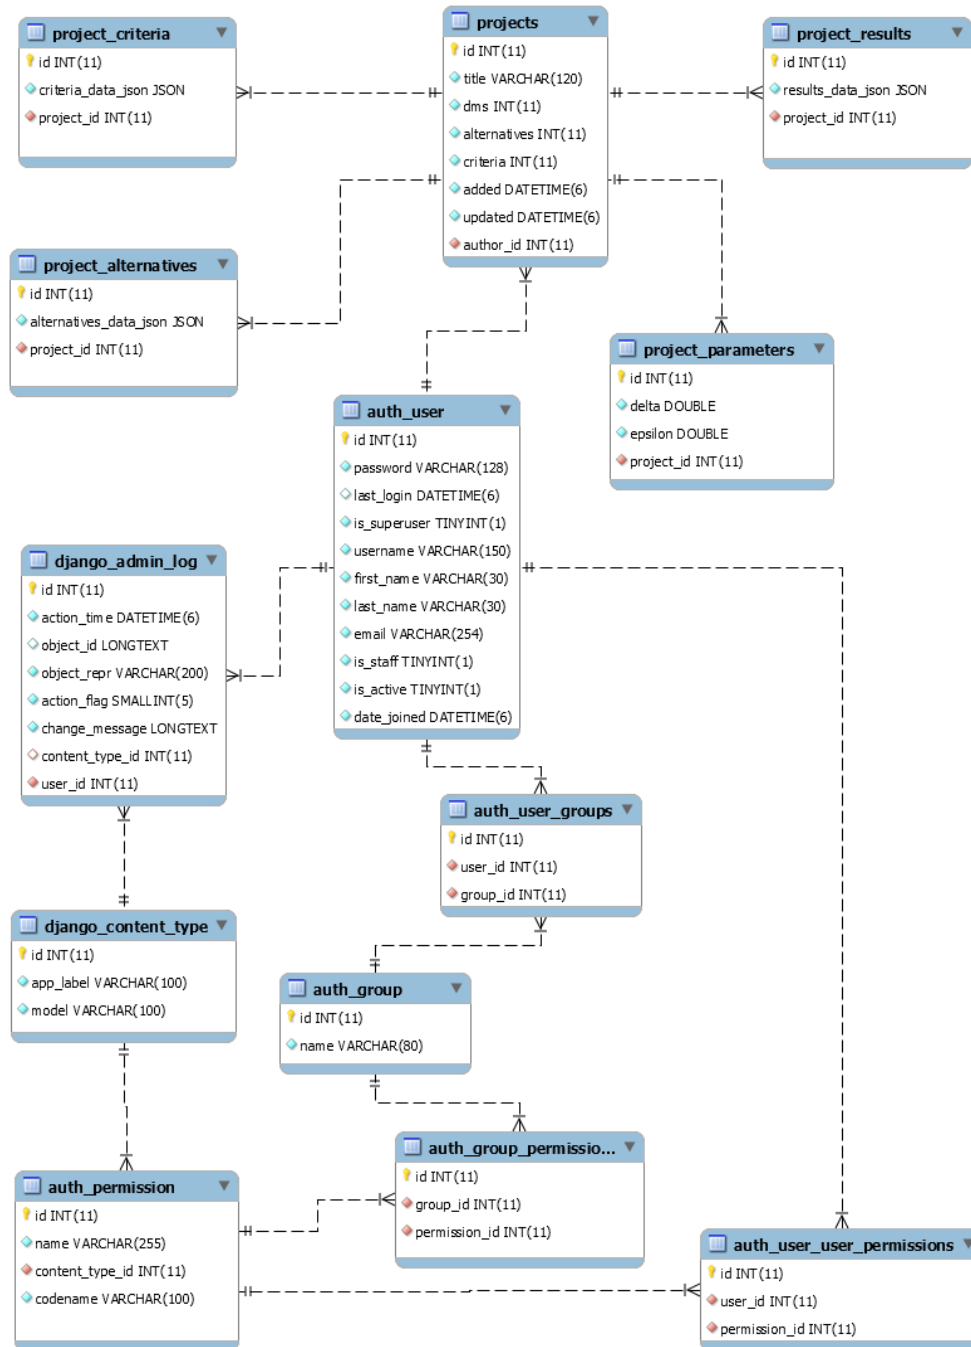 project_criteria
id INT(11)
criteria_data_json JSON
project_id INT(11)
projects
id INT(11)
title VARCHAR(120)
dms INT(11)
alternatives INT(11)
criteria INT(11)
added DATETIME(6)
updated DATETIME(6)
author_id INT(11)
project_results
id INT(11)
results_data_json JSON
project_id INT(11)
project_alternatives
id INT(11)
alternatives_data_json JSON
project_id INT(11)
project_parameters
id INT(11)
delta DOUBLE
epsilon DOUBLE
project_id INT(11)
auth_user
id INT(11)
password VARCHAR(128)
last_login DATETIME(6)
is_superuser TINYINT(1)
username VARCHAR(150)
first_name VARCHAR(30)
last_name VARCHAR(30)
email VARCHAR(254)
is_staff TINYINT(1)
is_active TINYINT(1)
date_joined DATETIME(6)
django_admin_log
id INT(11)
action_time DATETIME(6)
object_id LONGTEXT
object_repr VARCHAR(200)
action_flag SMALLINT(5)
change_message LONGTEXT
content_type_id INT(11)
user_id INT(11)
auth_user_groups
id INT(11)
user_id INT(11)
group_id INT(11)
django_content_type
id INT(11)
app_label VARCHAR(100)
model VARCHAR(100)
auth_group
id INT(11)
name VARCHAR(80)
auth_group_permissio...
id INT(11)
group_id INT(11)
permission_id INT(11)
auth_permission
id INT(11)
name VARCHAR(255)
content_type_id INT(11)
codename VARCHAR(100)
auth_user_user_permissions
id INT(11)
user_id INT(11)
permission_id INT(11)